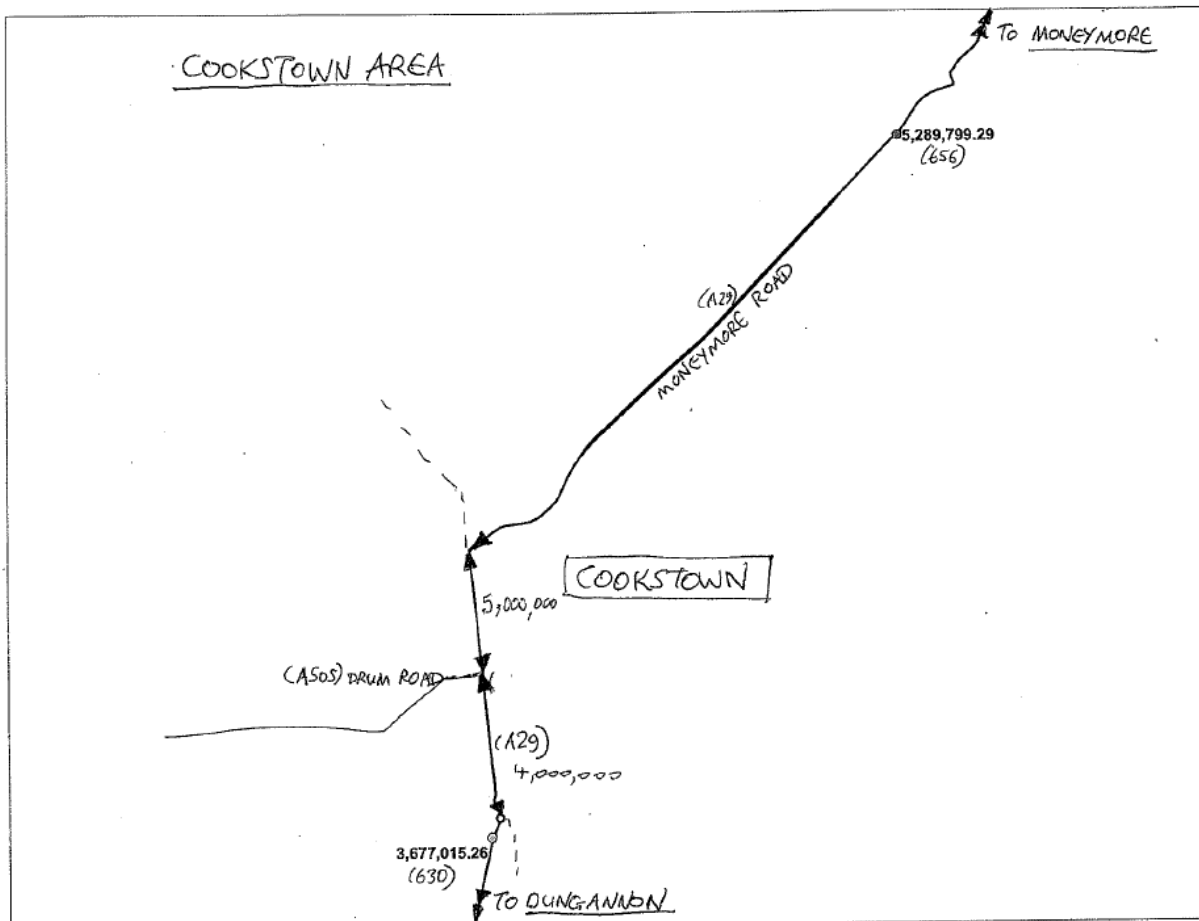 COOKSTOWN AREA
TO MONEYMORE
5,289,799.29
(656)
(A29)
MONEYMORE ROAD
COOKSTOWN
5,000,000
(A505) DRUM ROAD
(A29)
4,000,000
3,677,015.26
(630)
TO DUNGANNON